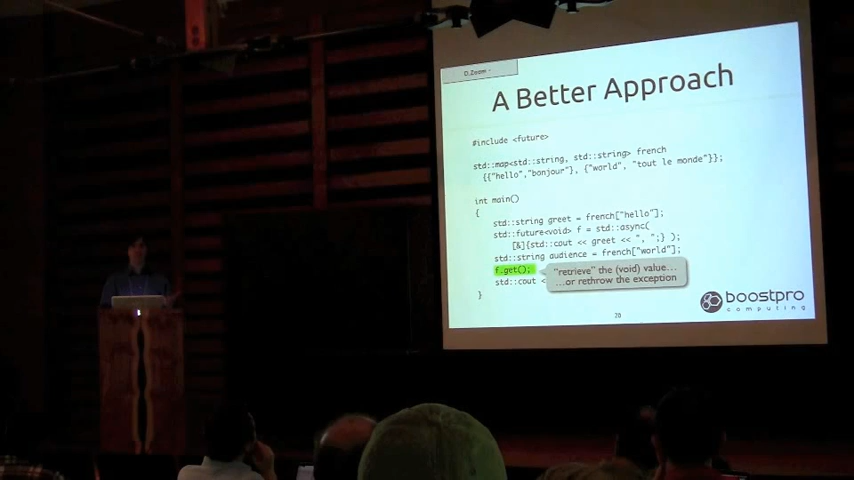 D.Zoom -
A Better Approach
#include <future>
std::map<std::string, std::string> french
{{"hello","bonjour"}, {"world", "tout le monde"}};
int main()
{
std::string greet = french["hello"];
std::future<void> f = std::async(
[&]{std::cout << greet << ", ";} );
std::string audience = french["world"];
f.get();
"retrieve" the (void) value…
…or rethrow the exception
std::cout <
}
20
boostpro
computing